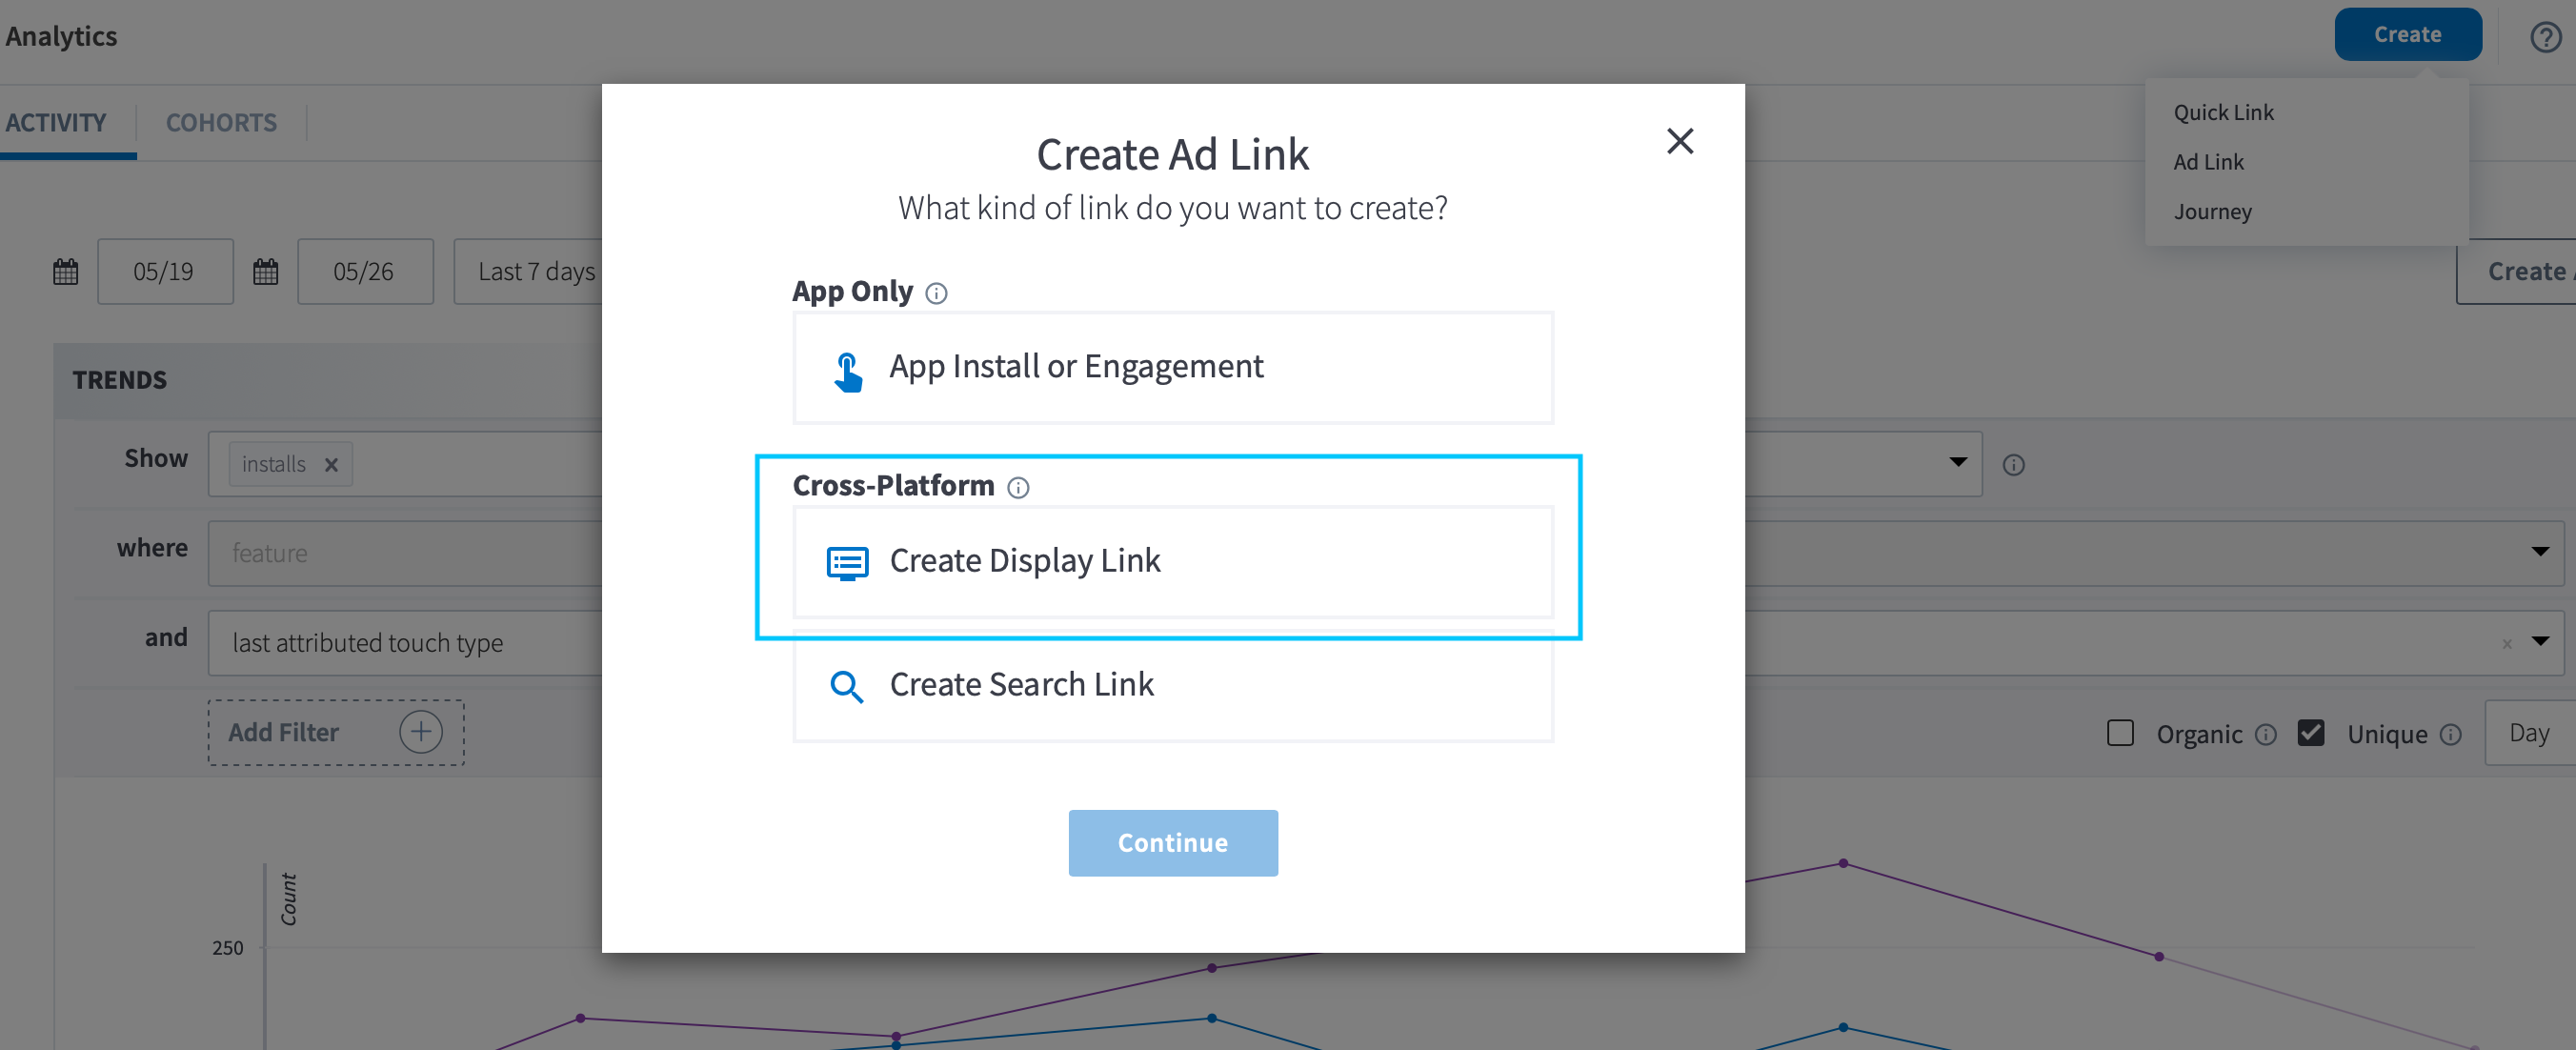 Analytics
Create
Quick Link
Ad Link
Journey
ACTIVITY
COHORTS
05/19
05/26
Last 7 days
Create
TRENDS
Show
installs
where
feature
and
last attributed touch type
Add Filter
Organic
Unique
Day
Count
250
Create Ad Link
What kind of link do you want to create?
App Only
App Install or Engagement
Cross-Platform
Create Display Link
Create Search Link
Continue